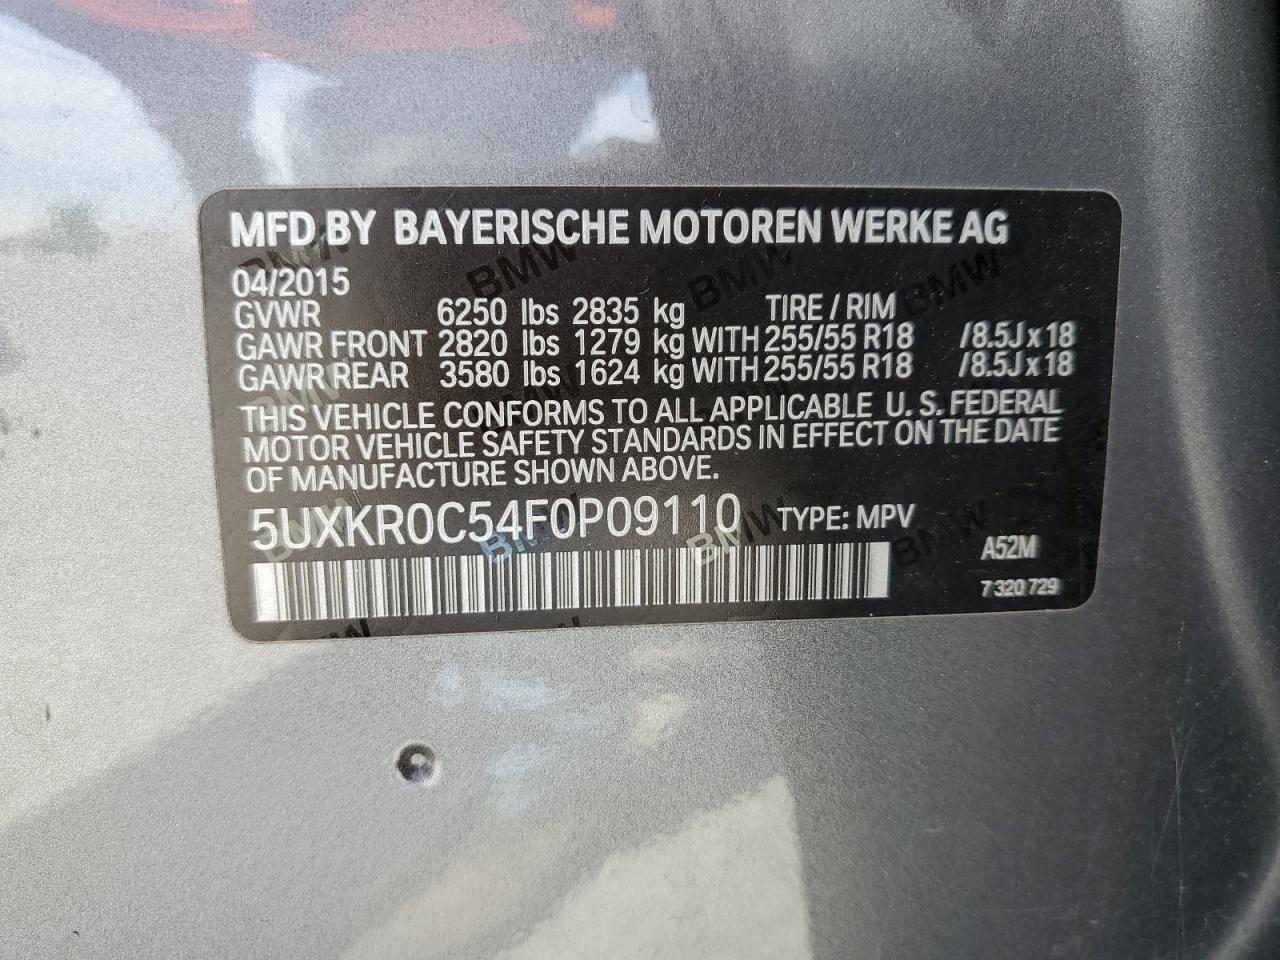 MFD BY BAYERISCHE MOTOREN WERKE AG
04/2015
GVWR 6250 lbs 2835 kg TIRE / RIM
GAWR FRONT 2820 lbs 1279 kg WITH 255/55 R18 /8.5J x 18
GAWR REAR 3580 lbs 1624 kg WITH 255/55 R18 /8.5J x 18
THIS VEHICLE CONFORMS TO ALL APPLICABLE U. S. FEDERAL
MOTOR VEHICLE SAFETY STANDARDS IN EFFECT ON THE DATE
OF MANUFACTURE SHOWN ABOVE.
5UXKR0C54F0P09110 TYPE: MPV
A52M
7 320 729